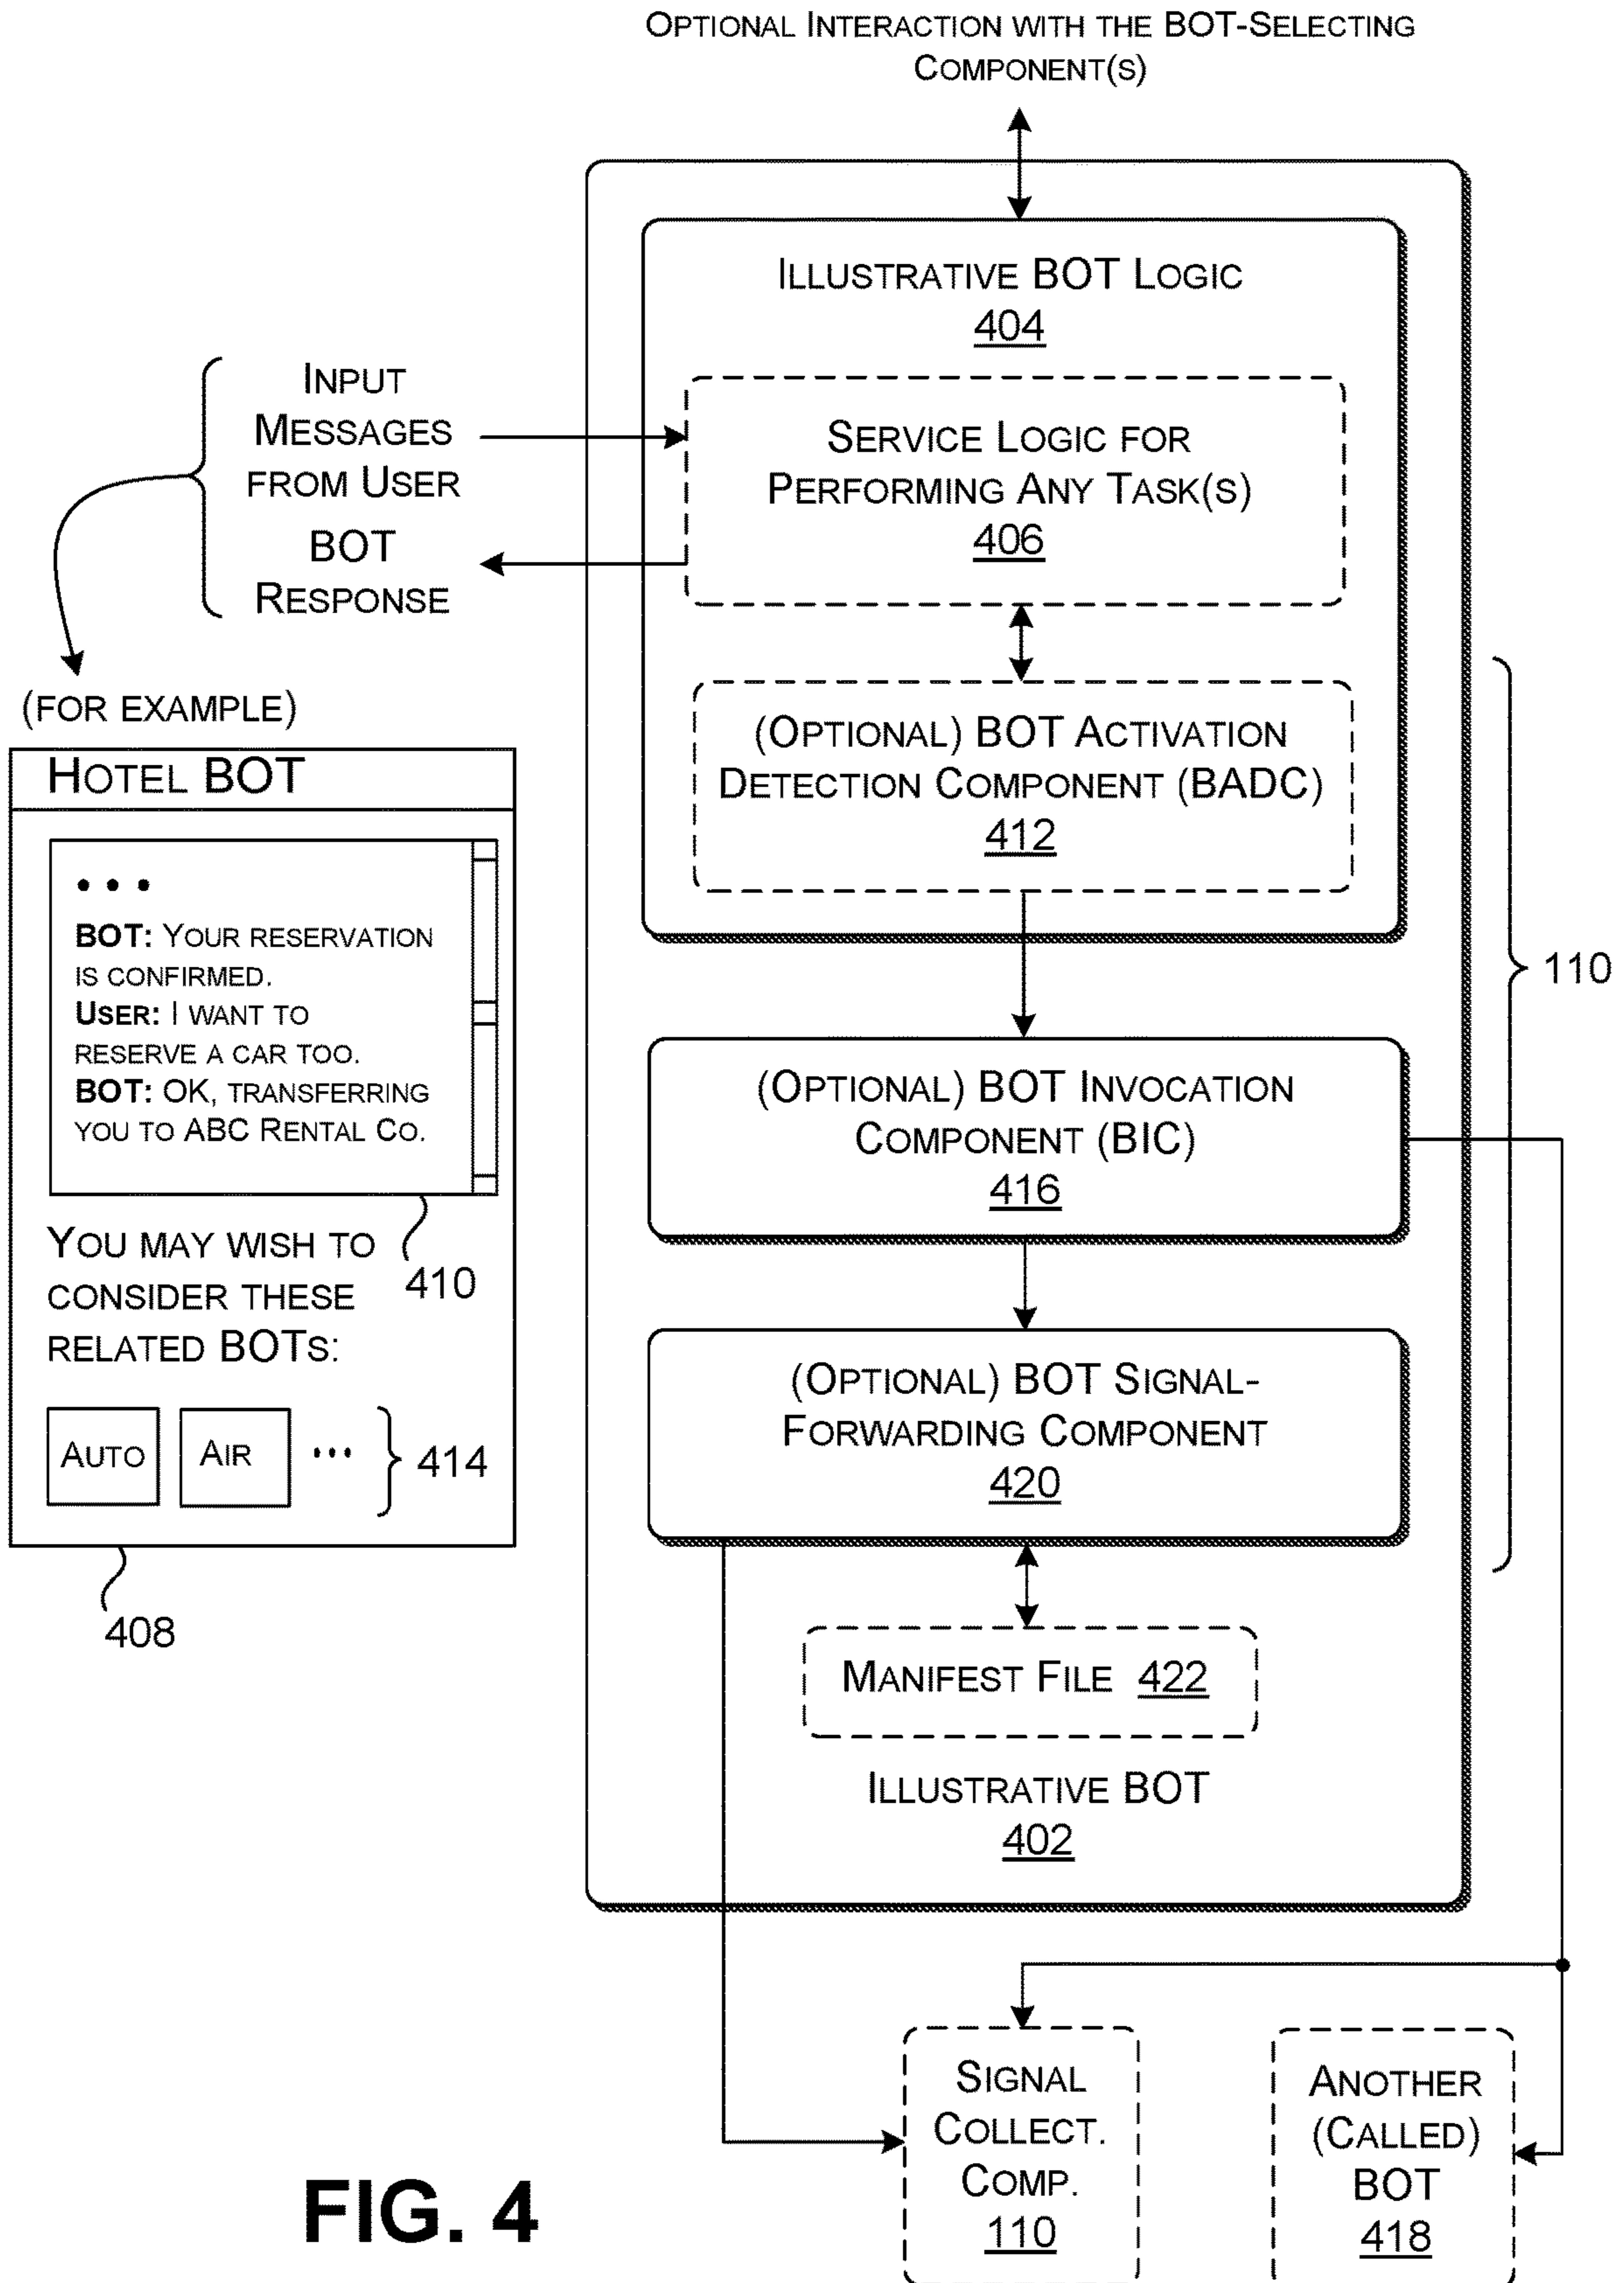 OPTIONAL INTERACTION WITH THE BOT-SELECTING
COMPONENT(S)
ILLUSTRATIVE BOT LOGIC
404
INPUT
MESSAGES
FROM USER
BOT
RESPONSE
SERVICE LOGIC FOR
PERFORMING ANY TASK(S)
406
(FOR EXAMPLE)
(OPTIONAL) BOT ACTIVATION
DETECTION COMPONENT (BADC)
412
HOTEL BOT
• • •
BOT: YOUR RESERVATION
IS CONFIRMED.
USER: I WANT TO
RESERVE A CAR TOO.
BOT: OK, TRANSFERRING
YOU TO ABC RENTAL CO.
410
YOU MAY WISH TO
CONSIDER THESE
RELATED BOTS:
AUTO AIR ••• 414
408
110
(OPTIONAL) BOT INVOCATION
COMPONENT (BIC)
416
(OPTIONAL) BOT SIGNAL-
FORWARDING COMPONENT
420
MANIFEST FILE 422
ILLUSTRATIVE BOT
402
SIGNAL
COLLECT.
COMP.
110
ANOTHER
(CALLED)
BOT
418
FIG. 4